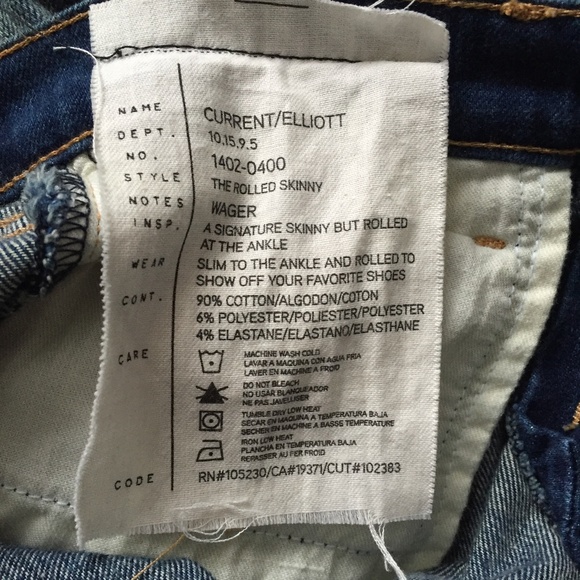 NAME CURRENT/ELLIOTT
DEPT. 10.15.9.5
NO. 1402-0400
STYLE THE ROLLED SKINNY
NOTES WAGER
INSP. A SIGNATURE SKINNY BUT ROLLED
AT THE ANKLE
WEAR SLIM TO THE ANKLE AND ROLLED TO
SHOW OFF YOUR FAVORITE SHOES
CONT. 90% COTTON/ALGODON/COTON
6% POLYESTER/POLIESTER/POLYESTER
4% ELASTANE/ELASTANO/ELASTHANE
CARE MACHINE WASH COLD
LAVAR A MAQUINA CON AGUA FRIA
LAVER EN MACHINE A FROID
DO NOT BLEACH
NO USAR BLANQUEADOR
NE PAS JAVELLISER
TUMBLE DRY LOW HEAT
SECAR EN MAQUINA A TEMPERATURA BAJA
SECHER EN MACHINE A BASSE TEMPERATURE
IRON LOW HEAT
PLANCHA EN TEMPERATURA BAJA
REPASSER AU FER FROID
CODE RN#105230/CA#19371/CUT#102383